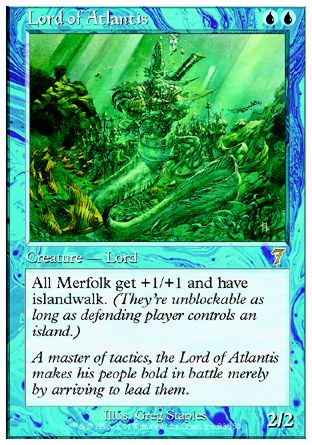 Lord of Atlantis
Creature — Lord
All Merfolk get +1/+1 and have
islandwalk. (They're unblockable as
long as defending player controls an
island.)
A master of tactics, the Lord of Atlantis
makes his people hold in battle merely
by arriving to lead them.
2/2
Illus. Greg Staples